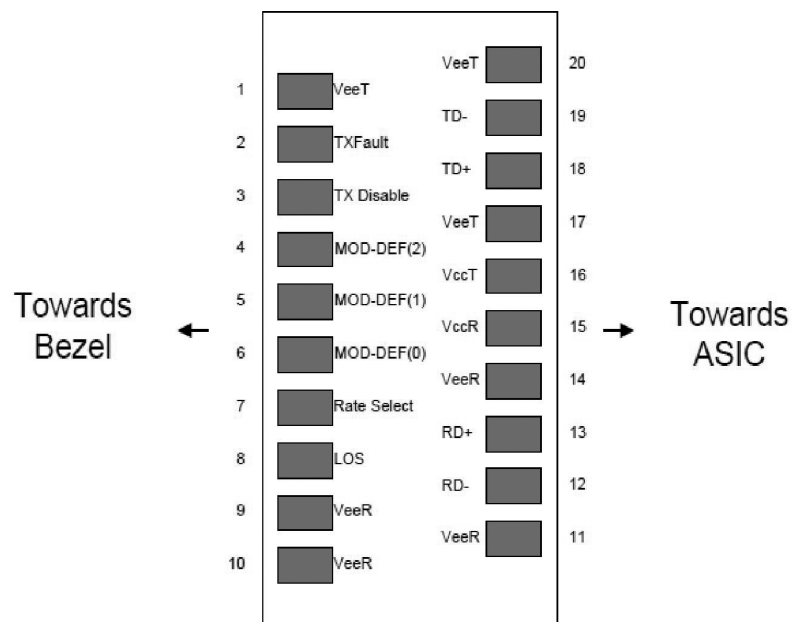 VeeT 20
1 VeeT
TD- 19
2 TXFault
TD+ 18
3 TX Disable
VeeT 17
4 MOD-DEF(2)
VccT 16
5 MOD-DEF(1)
Towards
Bezel
VccR 15
Towards
ASIC
6 MOD-DEF(0)
VeeR 14
7 Rate Select
RD+ 13
8 LOS
RD- 12
9 VeeR
VeeR 11
10 VeeR